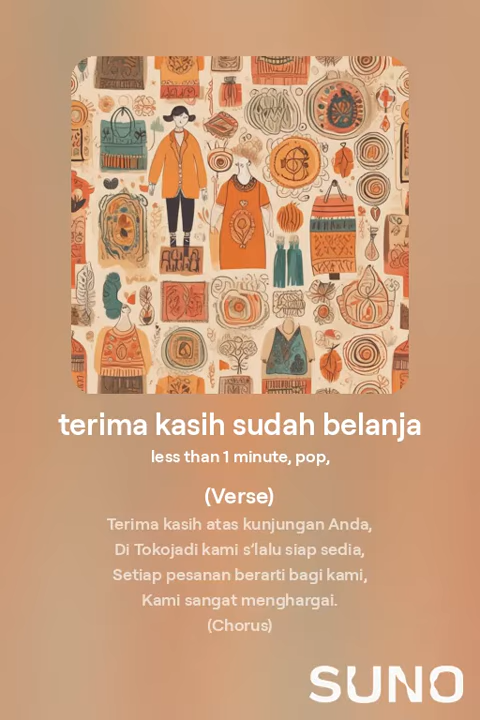 terima kasih sudah belanja
less than 1 minute, pop,
(Verse)
Terima kasih atas kunjungan Anda,
Di Tokojadi kami s'lalu siap sedia,
Setiap pesanan berarti bagi kami,
Kami sangat menghargai.
(Chorus)
SUNO